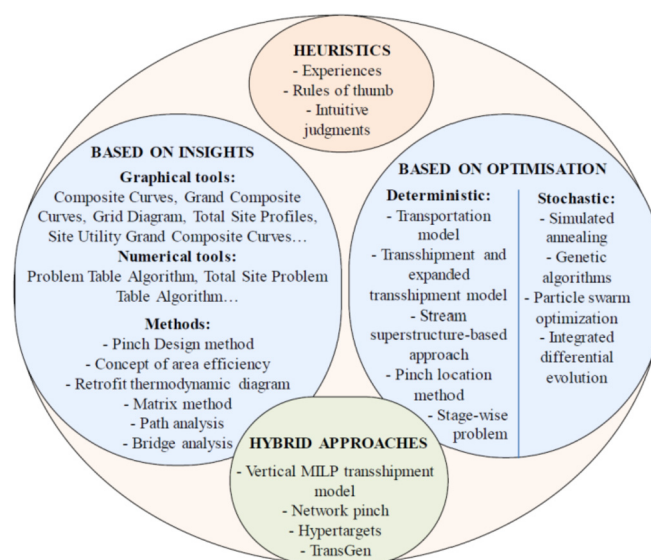 HEURISTICS
- Experiences
- Rules of thumb
- Intuitive
judgments
BASED ON INSIGHTS
Graphical tools:
Composite Curves, Grand Composite
Curves, Grid Diagram, Total Site Profiles,
Site Utility Grand Composite Curves…
Numerical tools:
Problem Table Algorithm, Total Site Problem
Table Algorithm…
Methods:
- Pinch Design method
- Concept of area efficiency
- Retrofit thermodynamic diagram
- Matrix method
- Path analysis
- Bridge analysis
BASED ON OPTIMISATION
Deterministic:
- Transportation
model
- Transshipment and
expanded
transshipment model
- Stream
superstructure-based
approach
- Pinch location
method
- Stage-wise
problem
Stochastic:
- Simulated
annealing
- Genetic
algorithms
- Particle swarm
optimization
- Integrated
differential
evolution
HYBRID APPROACHES
- Vertical MILP transshipment
model
- Network pinch
- Hypertargets
- TransGen